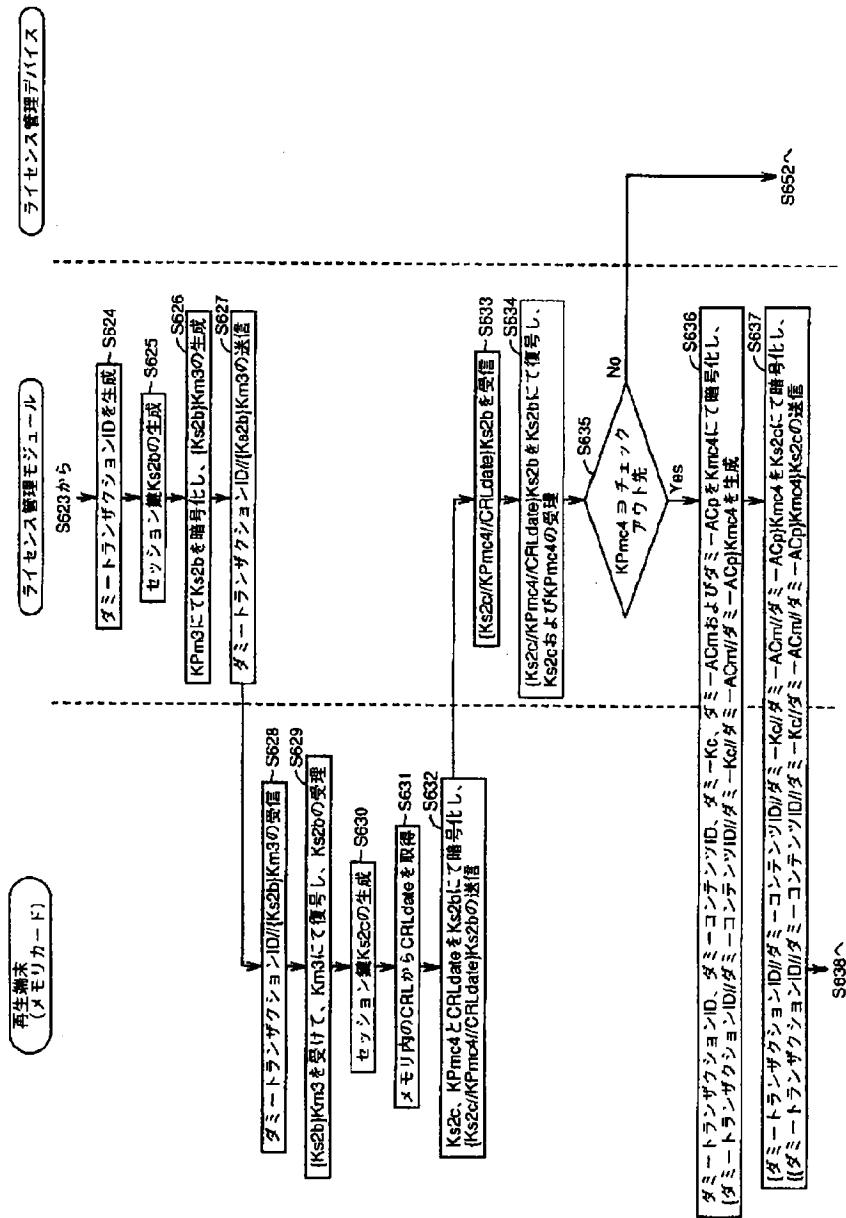 再生端末
(メモリカード)
ライセンス管理モジュール
ライセンス管理デバイス
S623から
ダミートランザクションIDを生成
S624
セッション鍵Ks2bの生成
S625
KPm3にてKs2bを暗号化し、{Ks2b}Km3の生成
S626
ダミートランザクションID//{Ks2b}Km3の送信
S627
ダミートランザクションID//{Ks2b}Km3の受信
S628
{Ks2b}Km3を受けて、Km3にて復号し、Ks2bの受理
S629
セッション鍵Ks2cの生成
S630
メモリ内のCRLからCRLdateを取得
S631
Ks2c、KPmc4とCRLdateをKs2bにて暗号化し、
{Ks2c//KPmc4//CRLdate}Ks2bの送信
S632
{Ks2c//KPmc4//CRLdate}Ks2bを受信
S633
{Ks2c//KPmc4//CRLdate}Ks2bをKs2bにて復号し、
Ks2cおよびKPmc4の受理
S634
KPmc4 ∋ チェック
アウト先
S635
No
Yes
S652へ
ダミートランザクションID、ダミーコンテンツID、ダミーKc、ダミーACmおよびダミーACpをKmc4にて暗号化し、
{ダミートランザクションID//ダミーコンテンツID//ダミーKc//ダミーACm//ダミーACp}Kmc4を生成
S636
{ダミートランザクションID//ダミーコンテンツID//ダミーKc//ダミーACm//ダミーACp}Kmc4をKs2cにて暗号化し、
{{ダミートランザクションID//ダミーコンテンツID//ダミーKc//ダミーACm//ダミーACp}Kmc4}Ks2cの送信
S637
S638へ